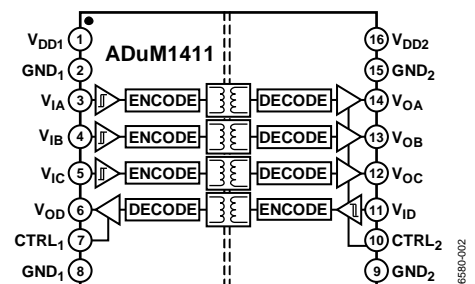 ADuM1411
VDD1 1 16 VDD2
GND1 2 15 GND2
VIA 3 ENCODE DECODE 14 VOA
VIB 4 ENCODE DECODE 13 VOB
VIC 5 ENCODE DECODE 12 VOC
VOD 6 DECODE ENCODE 11 VID
CTRL1 7 10 CTRL2
GND1 8 9 GND2
6580-002